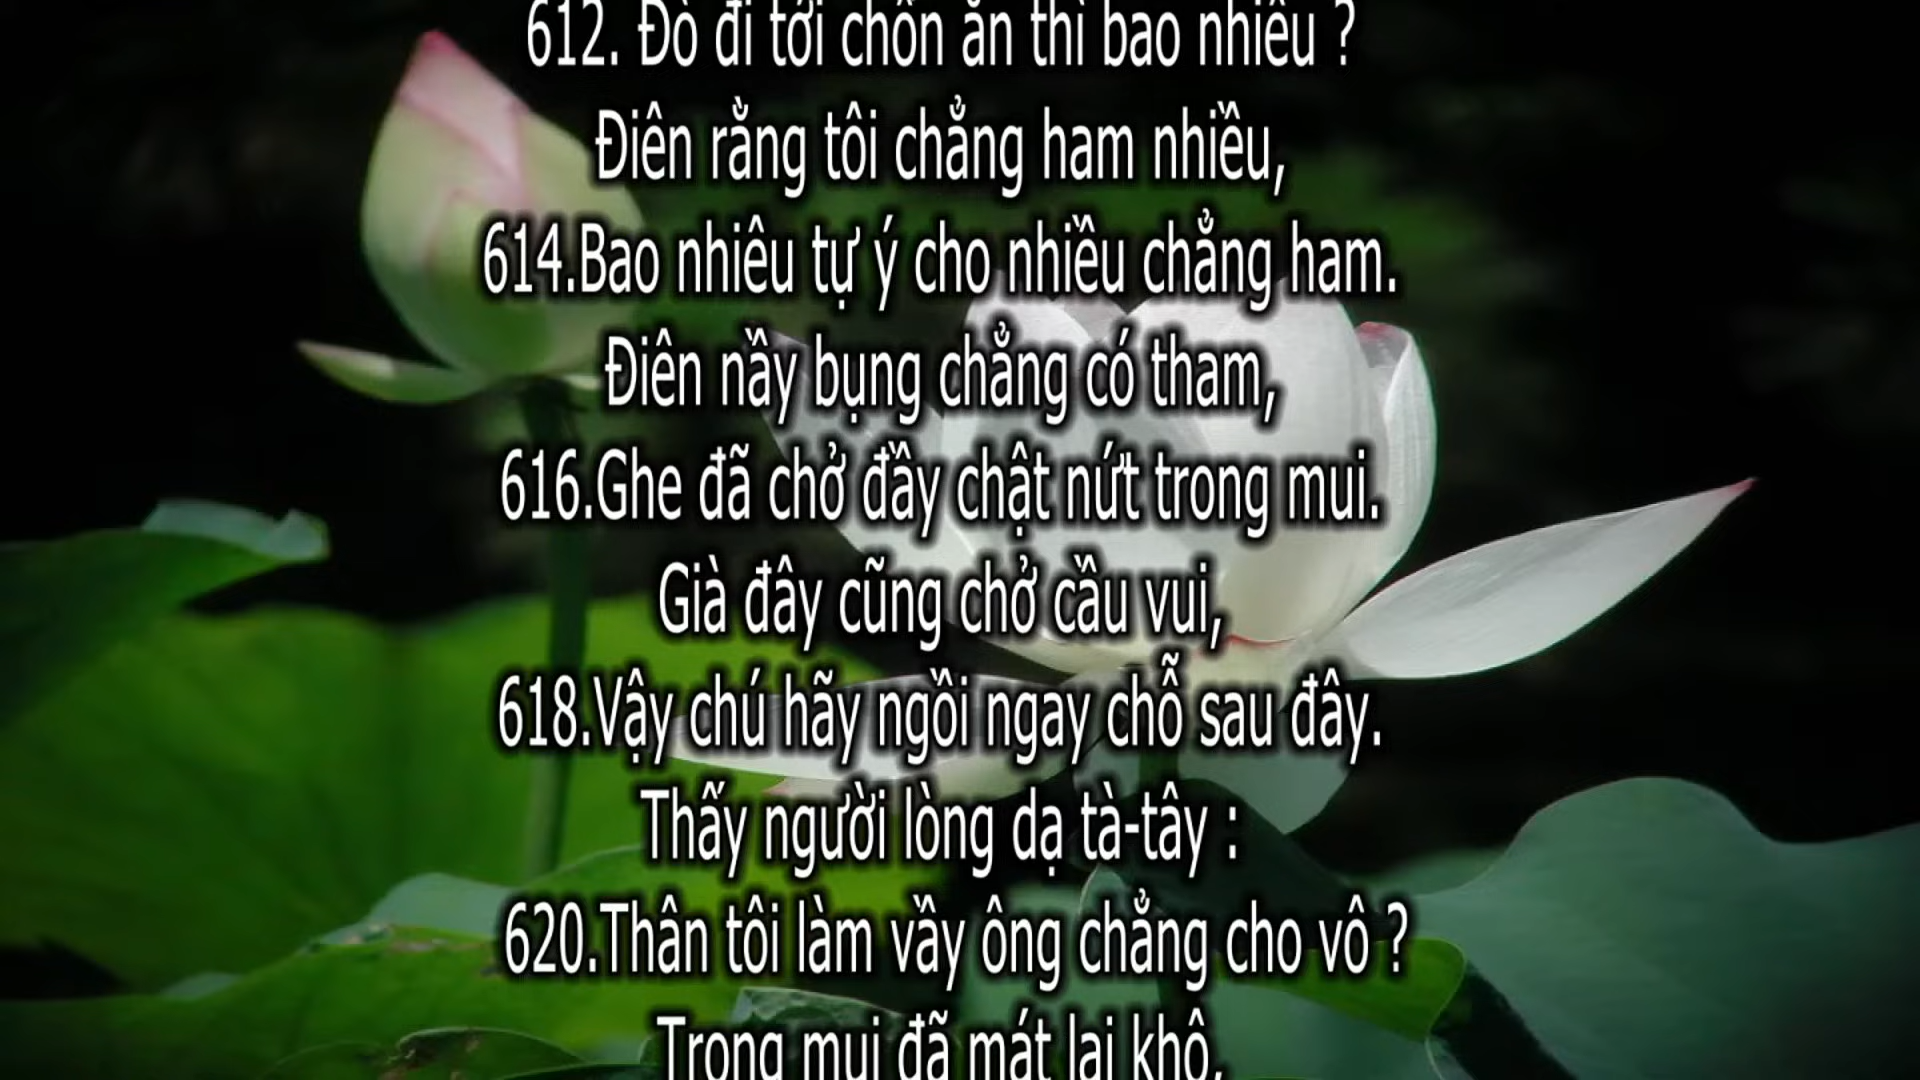 612. Đò đi tới chốn ăn thì bao nhiêu ?
Điên rằng tôi chẳng ham nhiều,
614.Bao nhiêu tự ý cho nhiều chẳng ham.
Điên nầy bụng chẳng có tham,
616.Ghe đã chở đầy chật nứt trong mui.
Già đây cũng chở cầu vui,
618.Vậy chú hãy ngồi ngay chỗ sau đây.
Thấy người lòng dạ tà-tây :
620.Thân tôi làm vầy ông chẳng cho vô ?
Trong mui đã mát lại khô,